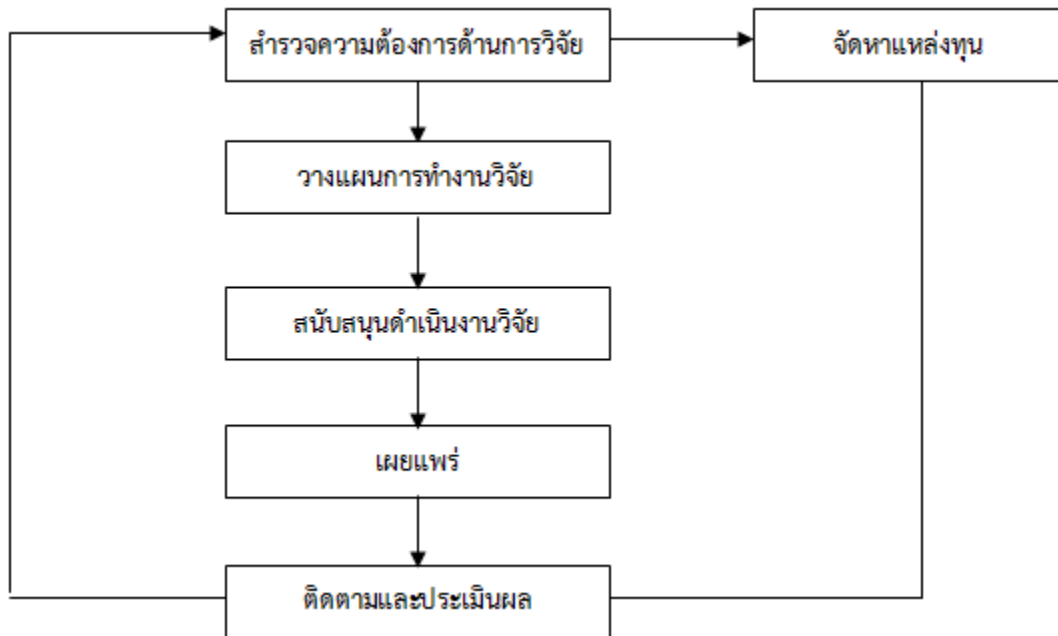 สำรวจความต้องการด้านการวิจัย
จัดหาแหล่งทุน
วางแผนการทำงานวิจัย
สนับสนุนดำเนินงานวิจัย
เผยแพร่
ติดตามและประเมินผล